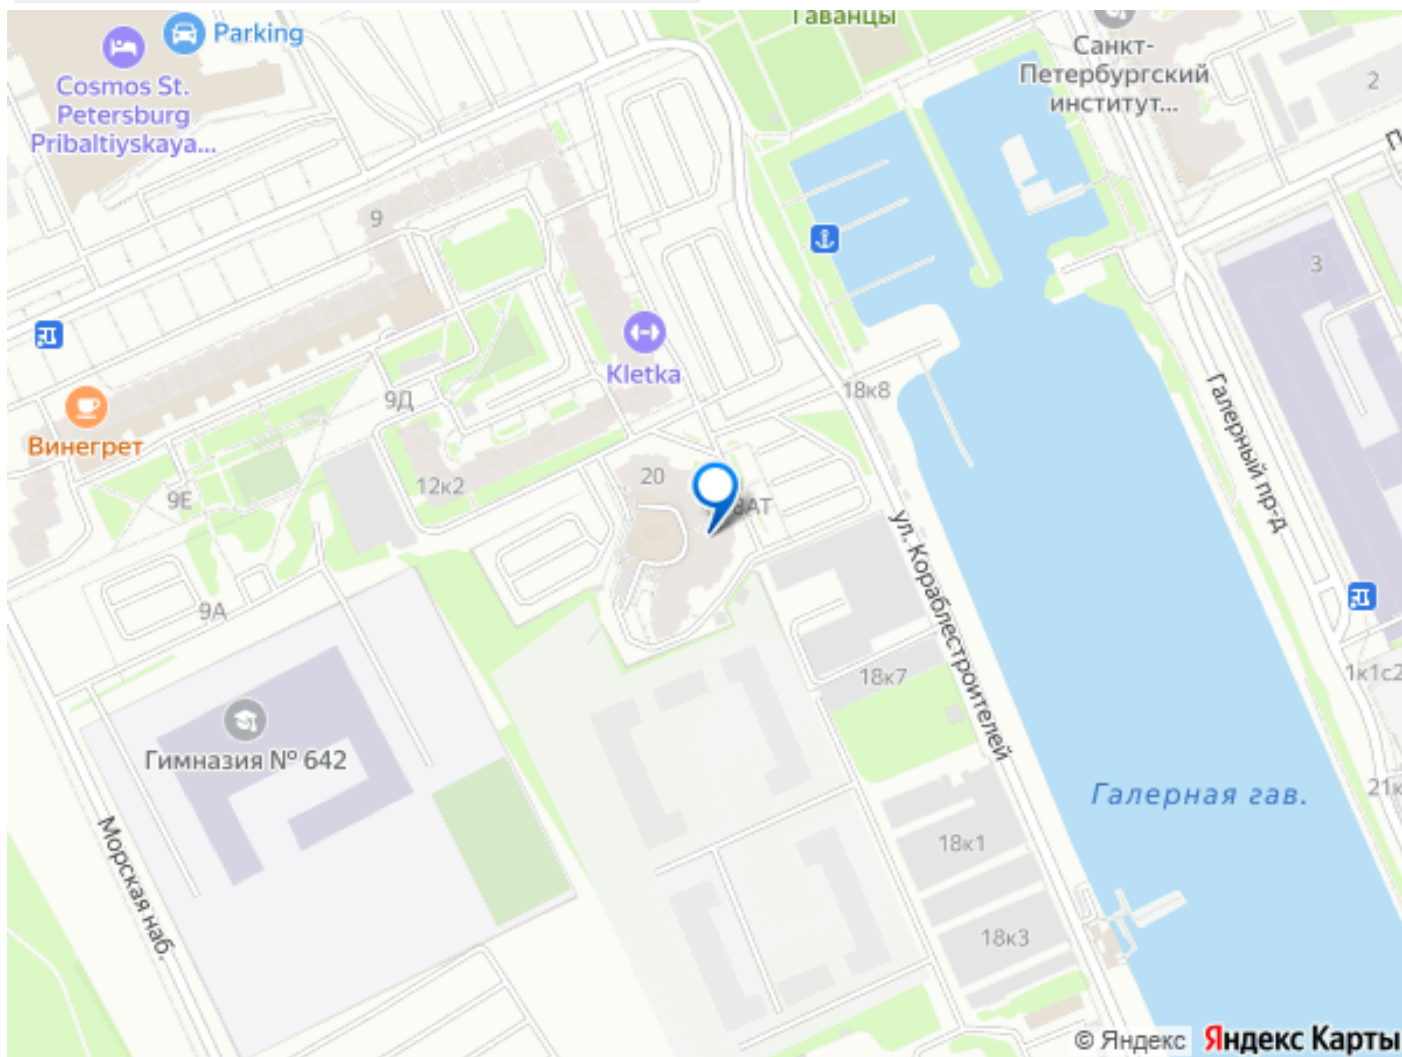 Гаванцы
Parking
Cosmos St.
Petersburg
Pribaltiyskaya...
Санкт-
Петербургский
институт...
2
9
3
Kletka
18к8
9Д
Винегрет
Галерный пр-д
20
12к2
9Е
ул. Кораблестроителей
9А
1к1с2
18к7
Гимназия № 642
Галерная гав.
Морская наб.
18к1
18к3
© Яндекс Яндекс Карты